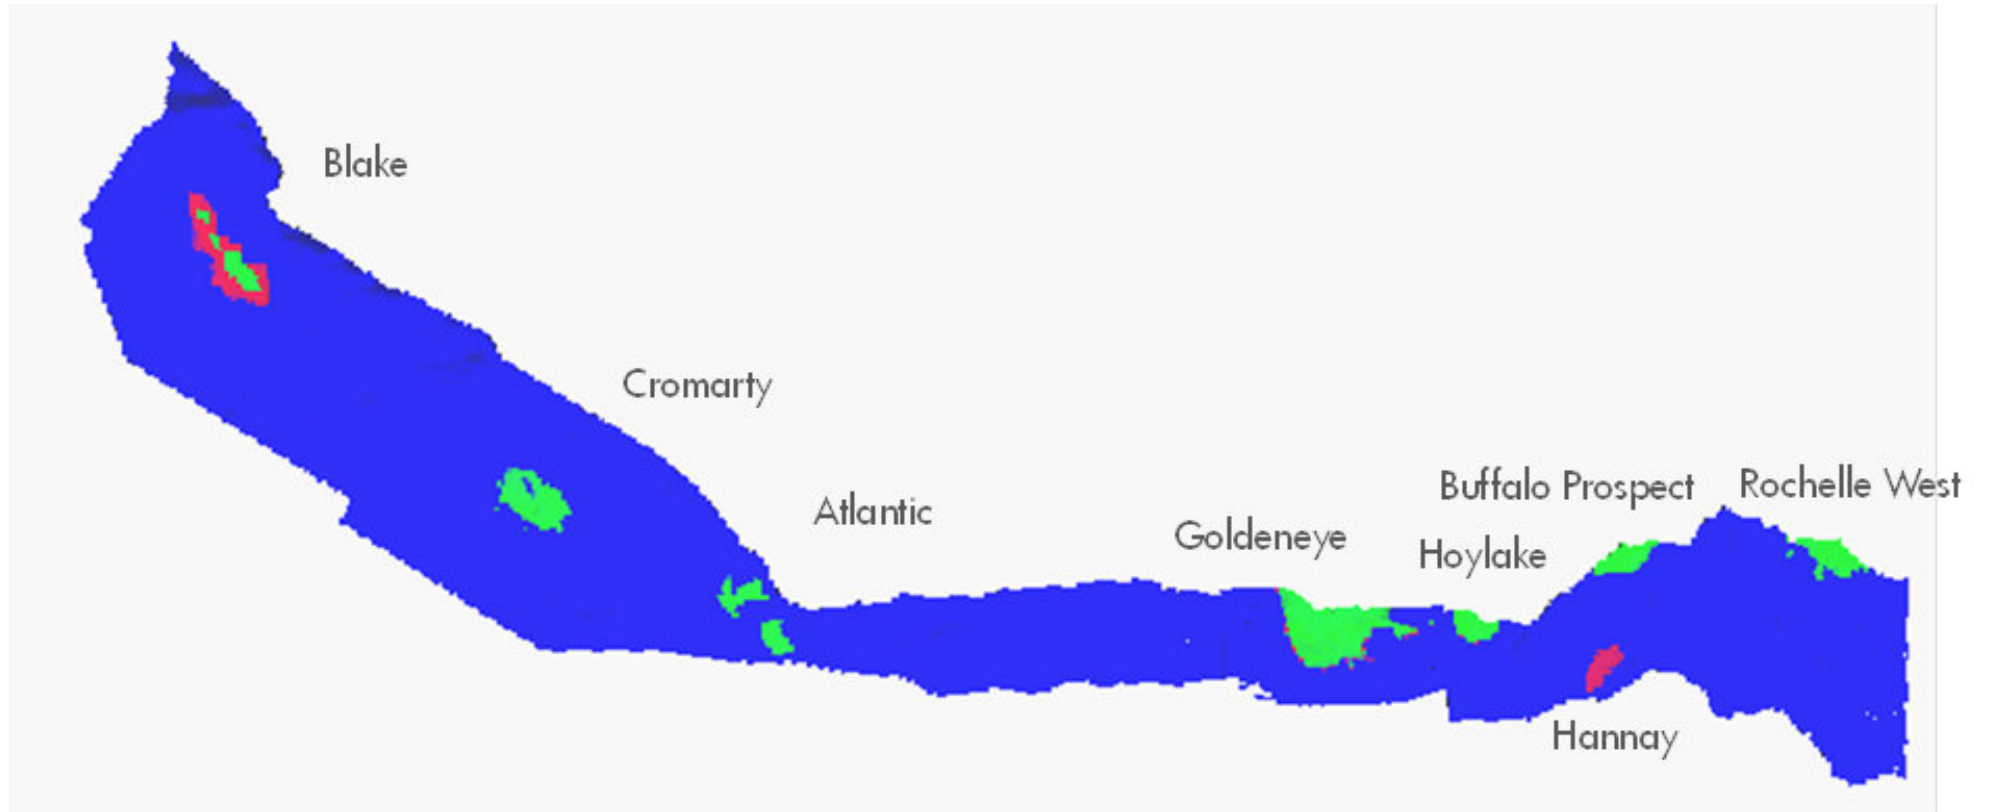 Blake
Cromarty
Atlantic
Goldeneye
Hoylake
Buffalo Prospect
Rochelle West
Hannay